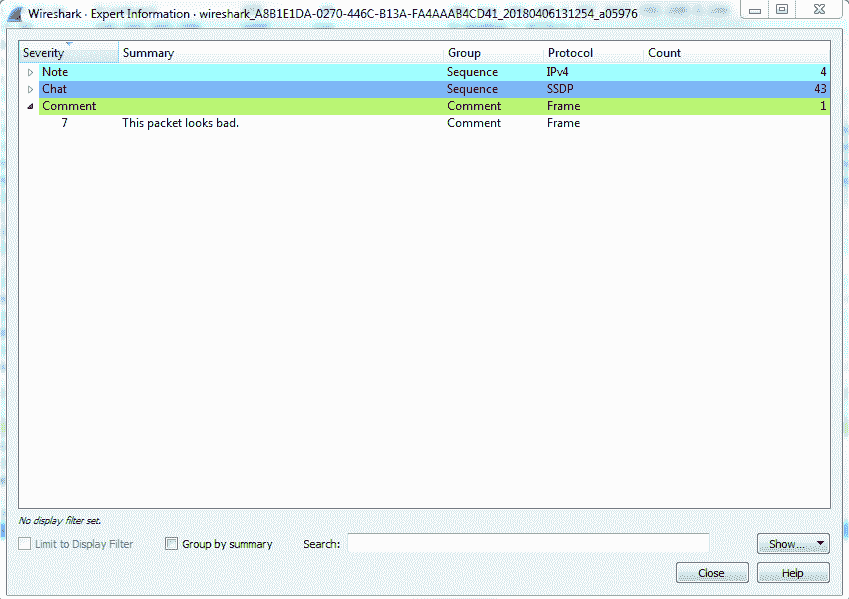 Wireshark · Expert Information · wireshark_A8B1E1DA-0270-446C-B13A-FA4AAAB4CD41_20180406131254_a05976
Severity Summary Group Protocol Count
Note Sequence IPv4 4
Chat Sequence SSDP 43
Comment Comment Frame 1
7 This packet looks bad. Comment Frame
No display filter set.
Limit to Display Filter Group by summary Search: Show...
Close Help